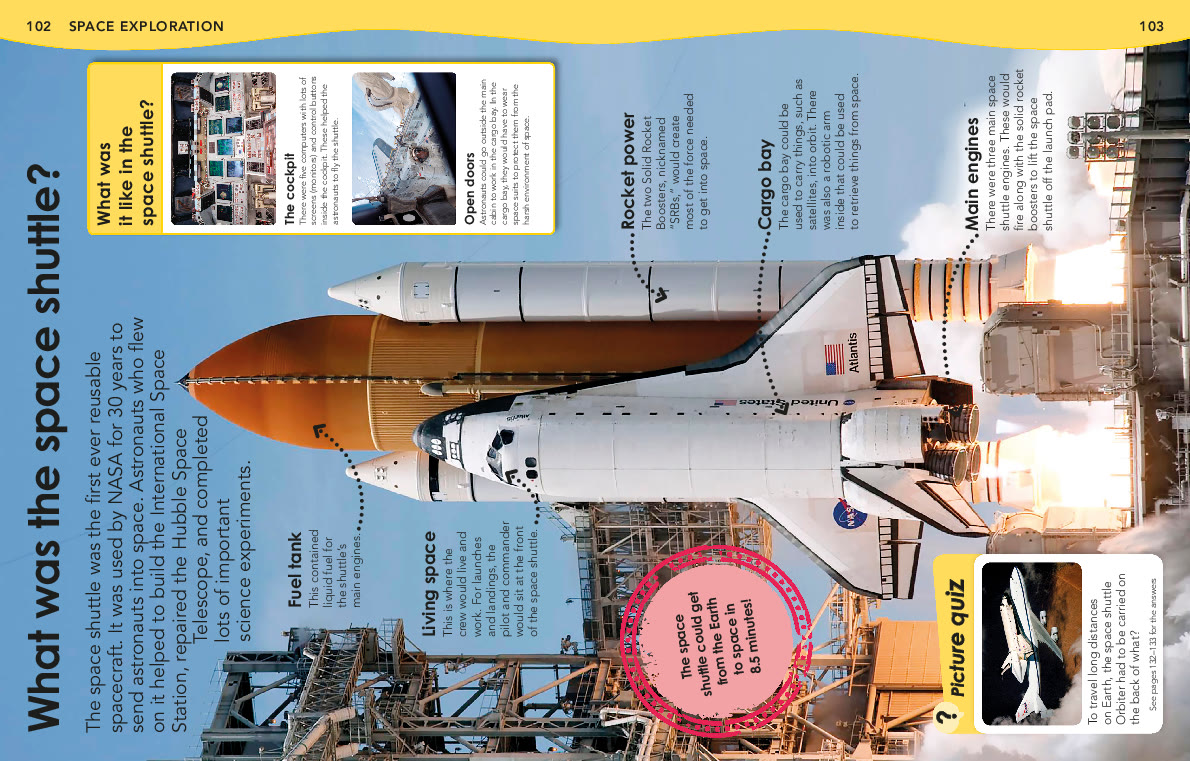 102 SPACE EXPLORATION
103
What was the space shuttle?
The space shuttle was the first ever reusable
spacecraft. It was used by NASA for 30 years to
send astronauts into space. Astronauts who flew
on it helped to build the International Space
Station, repaired the Hubble Space
Telescope, and completed
lots of important
science experiments.
What was
it like in the
space shuttle?
The cockpit
There were five computers with lots of
screens (monitors) and control buttons
inside the cockpit. These helped the
astronauts to fly the shuttle.
Open doors
Astronauts could go outside the main
cabin to work in the cargo bay. In the
cargo bay, they would have to wear
space suits to protect them from the
harsh environment of space.
Fuel tank
This contained
liquid fuel for
the shuttle's
main engines.
Living space
This is where the
crew would live and
work. For launches
and landings, the
pilot and commander
would sit at the front
of the space shuttle.
Rocket power
The two Solid Rocket
Boosters, nicknamed
"SRBs," would create
most of the force needed
to get into space.
Cargo bay
The cargo bay could be
used to carry things, such as
satellites, into orbit. There
was also a robotic arm
inside that could be used
to retrieve things from space.
Main engines
There were three main space
shuttle engines. These would
fire along with the solid rocket
boosters to lift the space
shuttle off the launch pad.
Atlantis
United States
Atlantis
NASA
The space
shuttle could get
from the Earth
to space in
8.5 minutes!
? Picture quiz
To travel long distances
on Earth, the space shuttle
Orbiter had to be carried on
the back of what?
See pages 132–133 for the answers